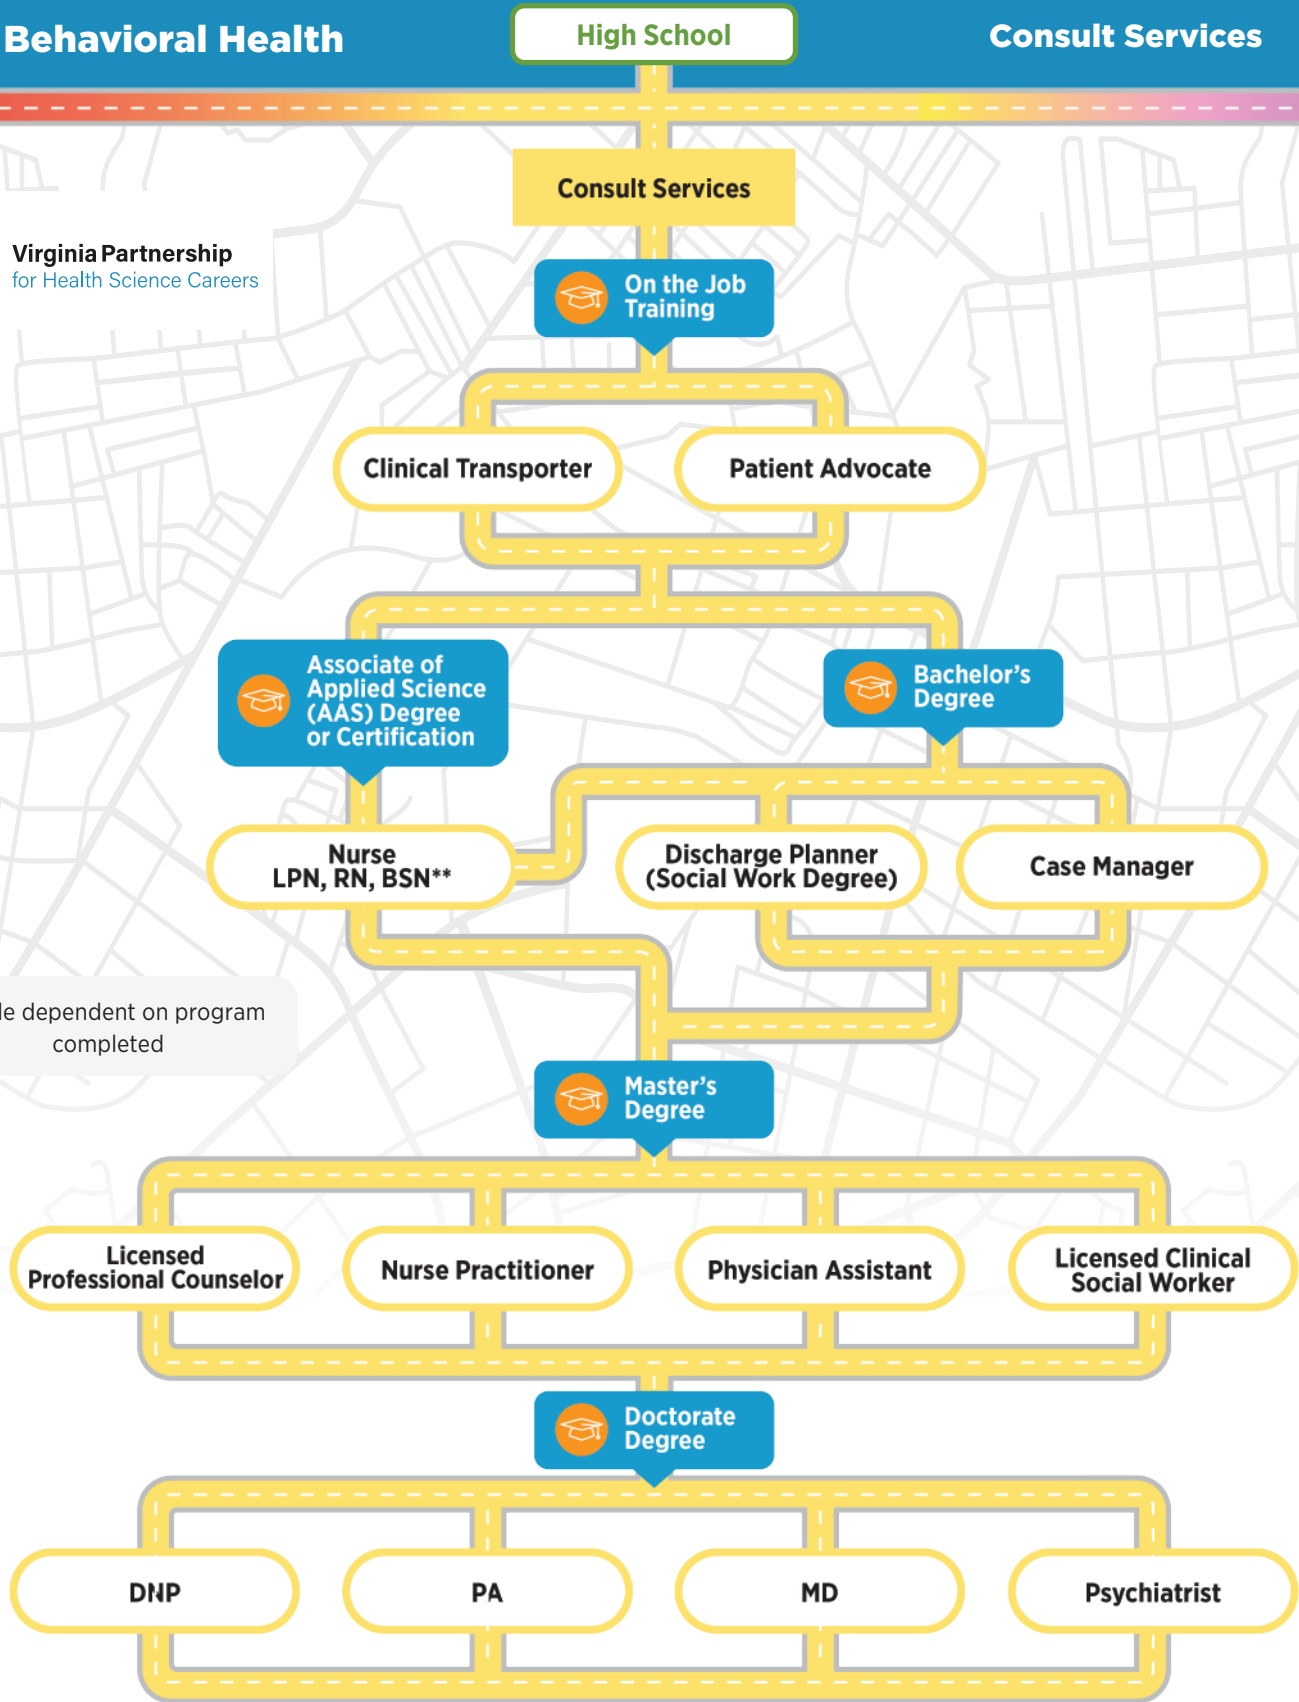 Behavioral Health
High School
Consult Services
Consult Services
Virginia Partnership
for Health Science Careers
On the Job
Training
Clinical Transporter
Patient Advocate
Associate of
Applied Science
(AAS) Degree
or Certification
Bachelor's
Degree
Nurse
LPN, RN, BSN**
Discharge Planner
(Social Work Degree)
Case Manager
dependent on program
completed
Master's
Degree
Licensed
Professional Counselor
Nurse Practitioner
Physician Assistant
Licensed Clinical
Social Worker
Doctorate
Degree
DNP
PA
MD
Psychiatrist